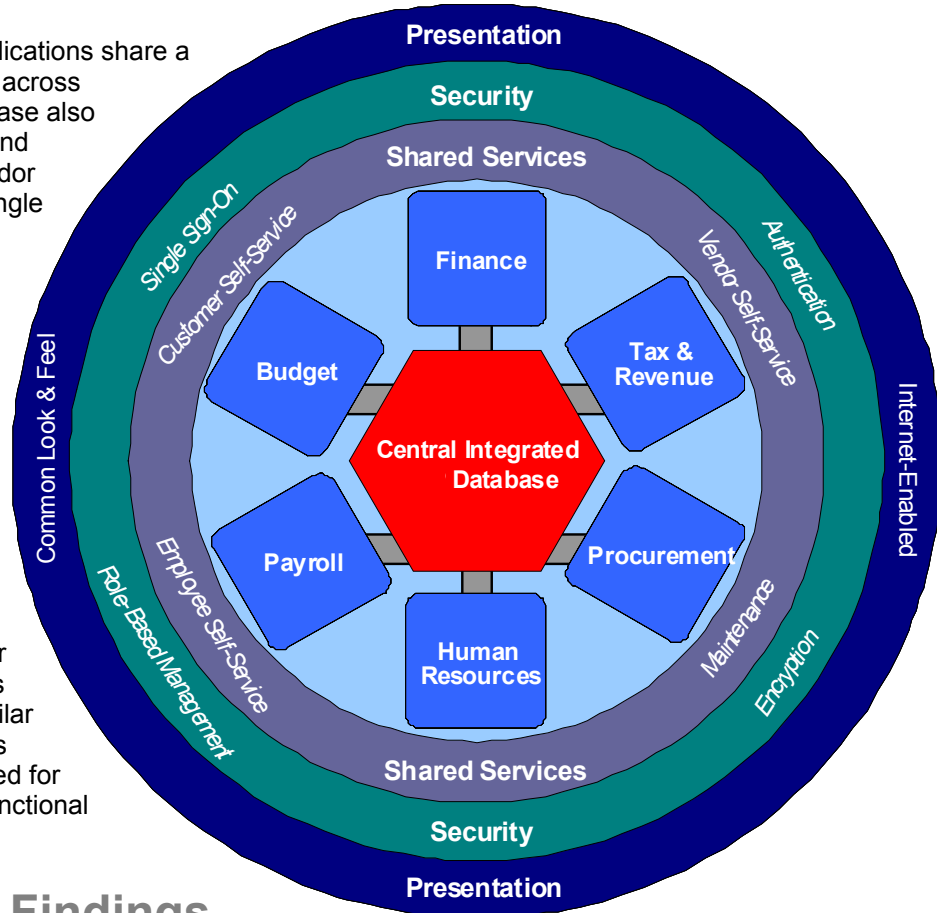 lications share a
across
ase also
nd
dor
ngle
Presentation
Security
Shared Services
Single Sign-On
Customer Self-Service
Authentication
Vendor Self-Service
Finance
Budget
Tax &
Revenue
Common Look & Feel
Internet-Enabled
Central Integrated
Database
Payroll
Procurement
Human
Resources
Role-Based Management
Employee Self-Service
Maintenance
Encryption
r
s
ilar
s
ed for
nctional
Shared Services
Security
Presentation
Findings